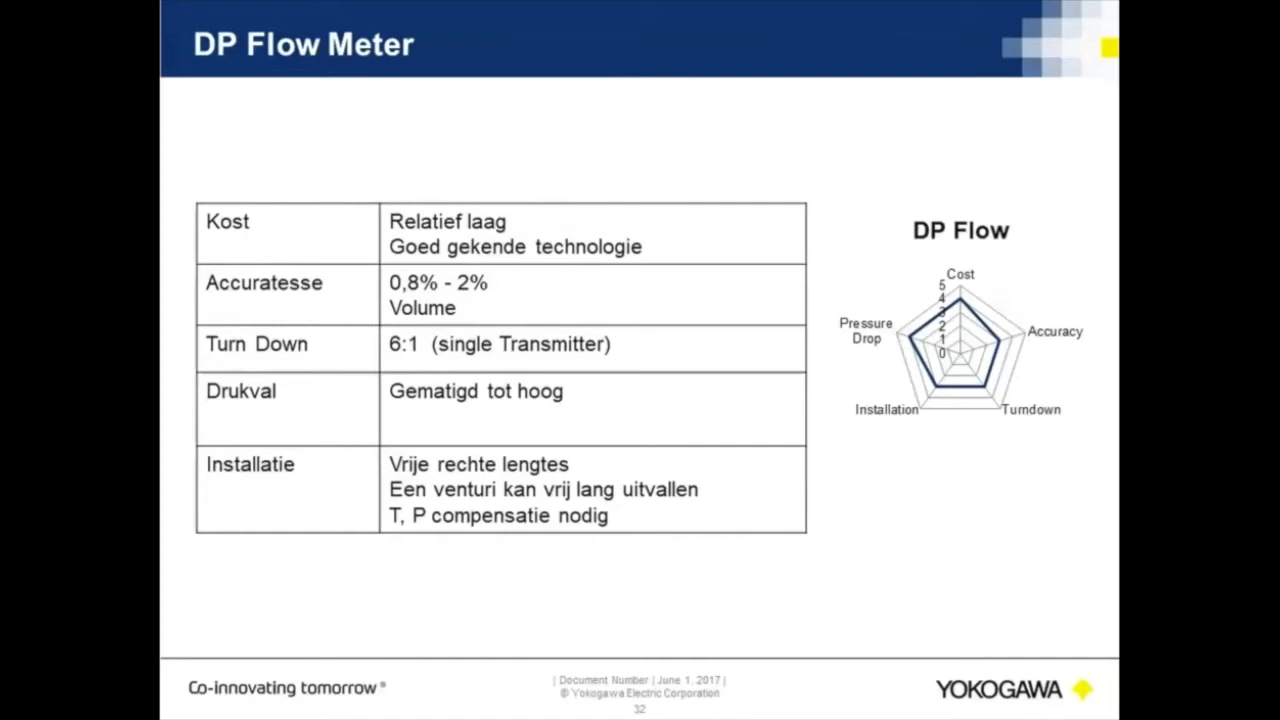 DP Flow Meter
Kost
Relatief laag
Goed gekende technologie
Accuratesse
0,8% - 2%
Volume
Turn Down
6:1 (single Transmitter)
Drukval
Gematigd tot hoog
Installatie
Vrije rechte lengtes
Een venturi kan vrij lang uitvallen
T, P compensatie nodig
DP Flow
Cost
5
4
3
2
1
0
Pressure
Drop
Accuracy
Installation
Turndown
Co-innovating tomorrow®
| Document Number | June 1, 2017 |
© Yokogawa Electric Corporation
32
YOKOGAWA